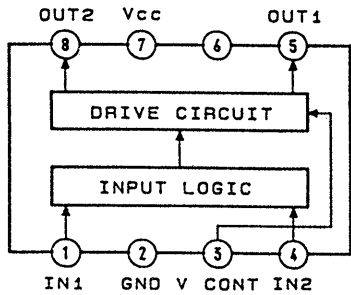 OUT2 Vcc OUT1
8 7 6 5
DRIVE CIRCUIT
INPUT LOGIC
1 2 3 4
IN1 GND V CONT IN2